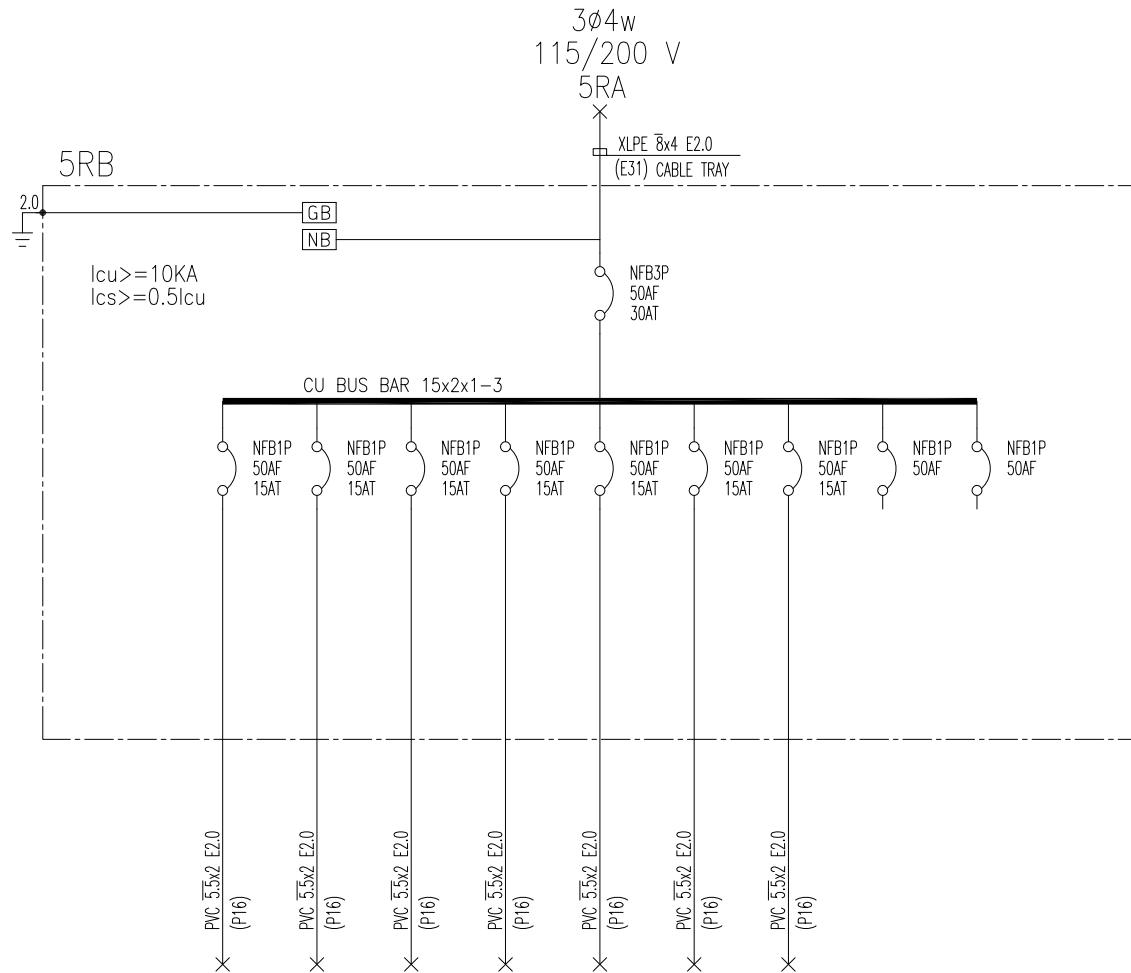 3ø4w
115/200 V
5RA
XLPE 8x4 E2.0
(E31) CABLE TRAY
5RB
2.0
GB
NB
Icu>=10KA
Ics>=0.5Icu
NFB3P
50AF
30AT
CU BUS BAR 15x2x1-3
NFB1P
50AF
15AT
NFB1P
50AF
15AT
NFB1P
50AF
15AT
NFB1P
50AF
15AT
NFB1P
50AF
15AT
NFB1P
50AF
15AT
NFB1P
50AF
15AT
NFB1P
50AF
NFB1P
50AF
PVC 5.5x2 E2.0
(P16)
PVC 5.5x2 E2.0
(P16)
PVC 5.5x2 E2.0
(P16)
PVC 5.5x2 E2.0
(P16)
PVC 5.5x2 E2.0
(P16)
PVC 5.5x2 E2.0
(P16)
PVC 5.5x2 E2.0
(P16)